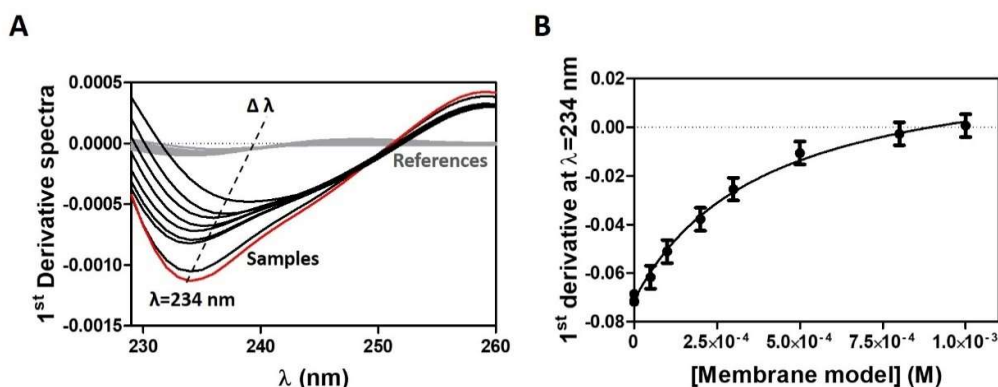 A
B
1st Derivative spectra
0.0005
0.0000
-0.0005
-0.0010
-0.0015
Δ λ
References
Samples
λ=234 nm
230
240
250
260
λ (nm)
1st derivative at λ=234 nm
0.02
0.00
-0.02
-0.04
-0.06
-0.08
0
2.5×10-4
5.0×10-4
7.5×10-4
1.0×10-3
[Membrane model] (M)